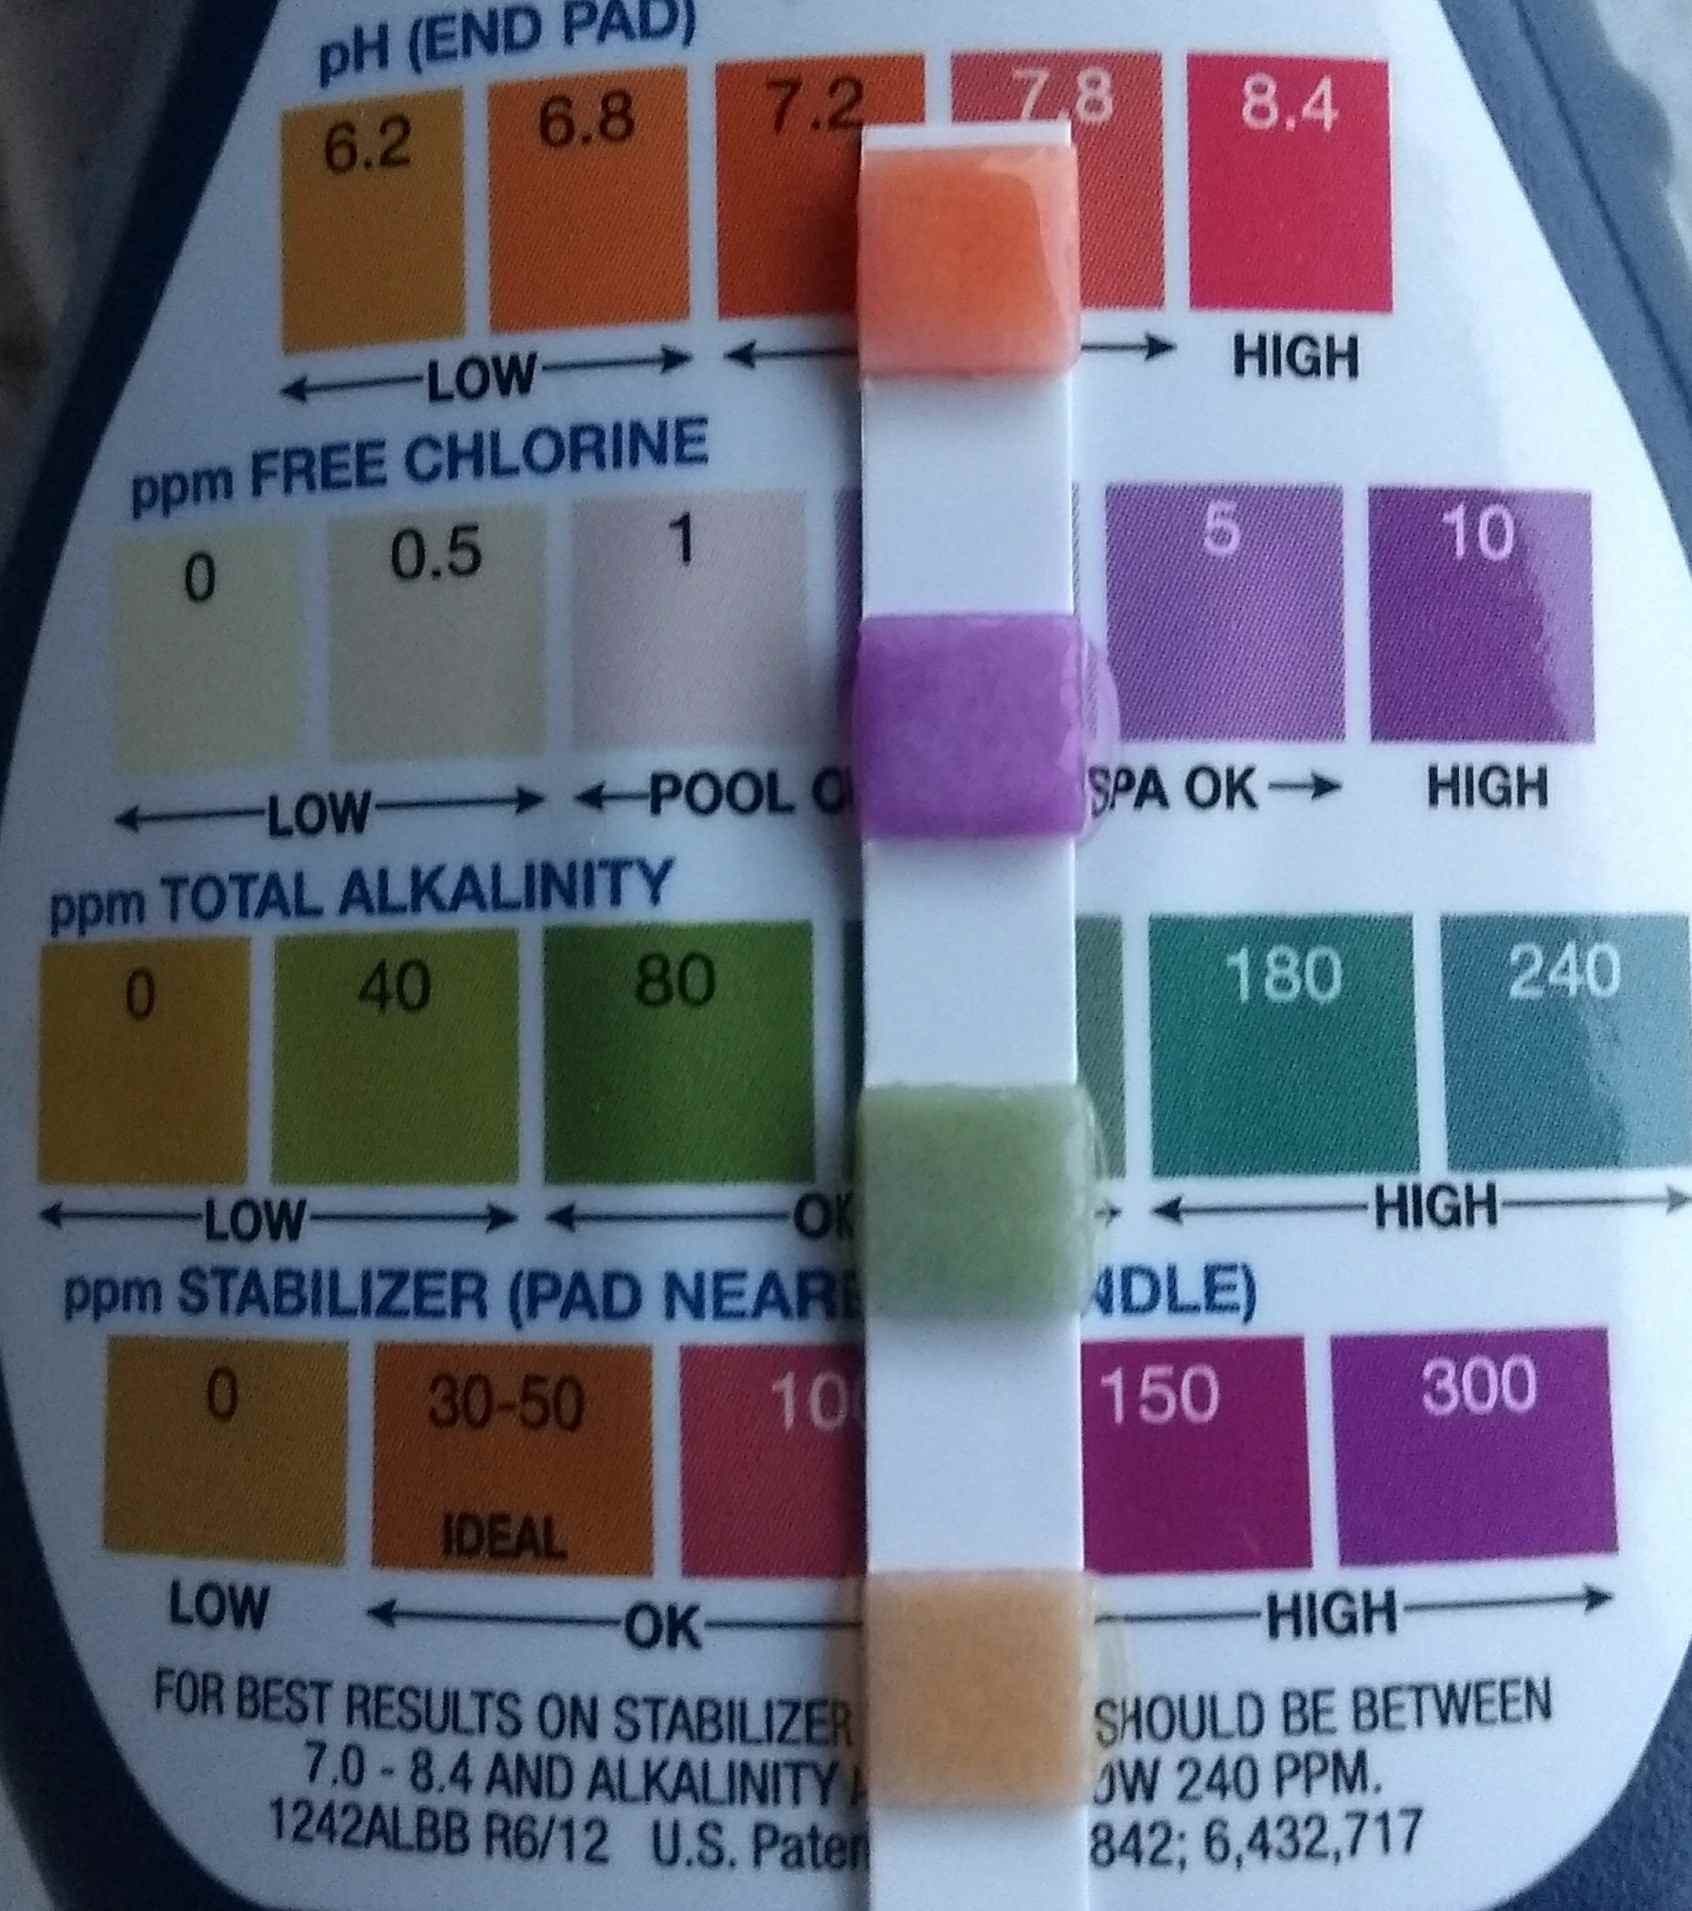 pH (END PAD)
6.2 6.8 7.2 7.8 8.4
LOW HIGH
ppm FREE CHLORINE
0 0.5 1 5 10
LOW POOL SPA OK HIGH
ppm TOTAL ALKALINITY
0 40 80 180 240
LOW OK HIGH
ppm STABILIZER (PAD
0 30-50 150 300
IDEAL
LOW OK HIGH
FOR BEST RESULTS ON STABILIZER SHOULD BE BETWEEN
7.0 - 8.4 AND ALKALINITY 240 PPM.
1242ALBB R6/12 U.S. 842; 6,432,717